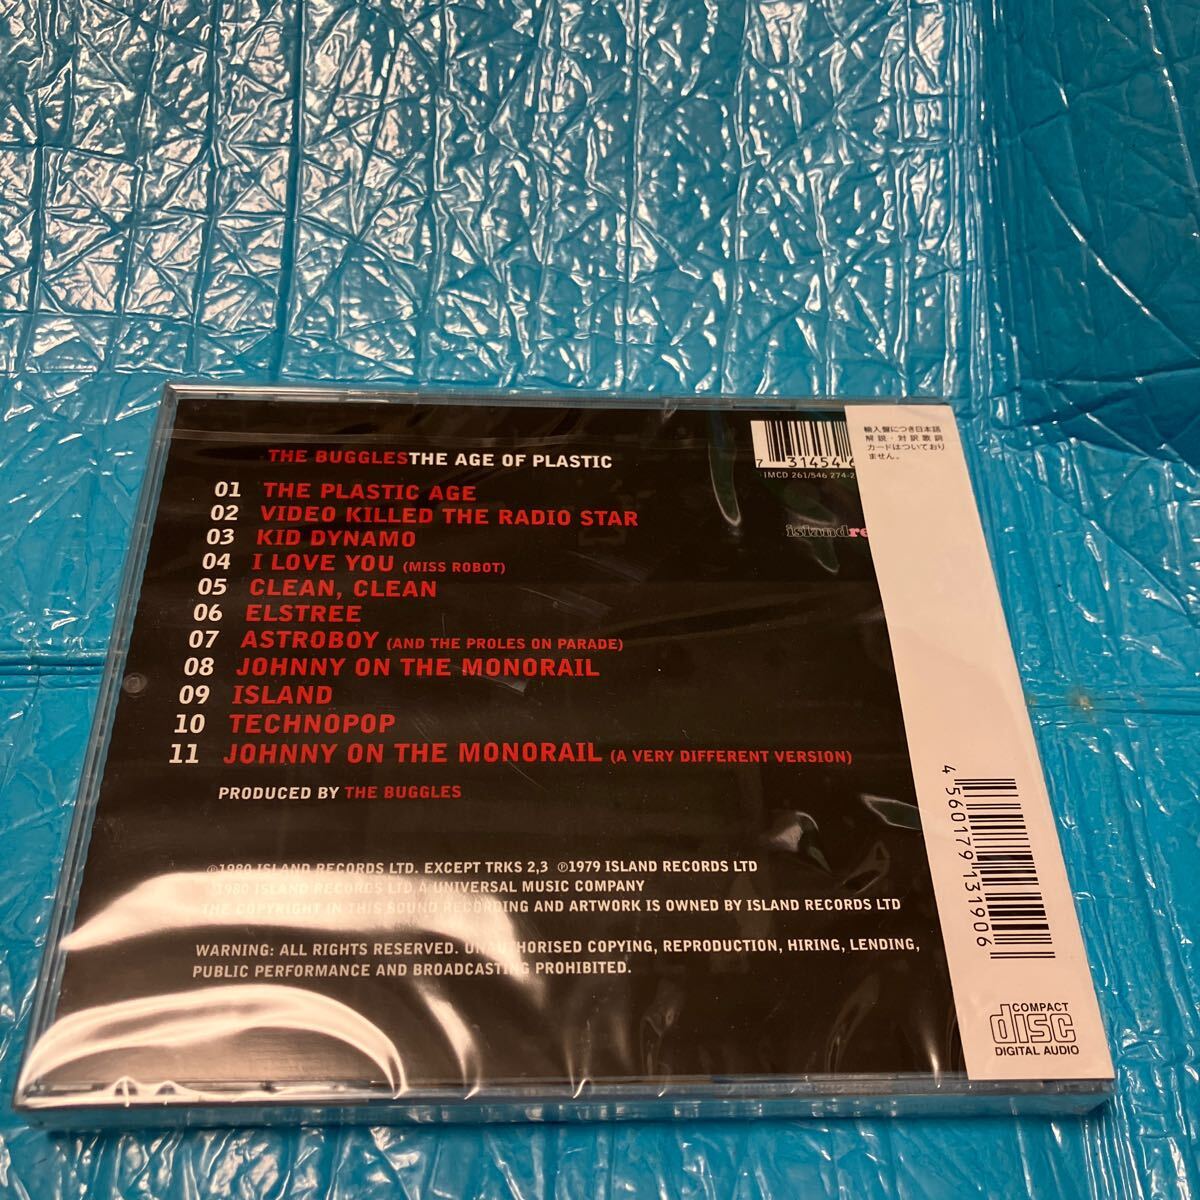 THE BUGGLESTHE AGE OF PLASTIC
01 THE PLASTIC AGE
02 VIDEO KILLED THE RADIO STAR
03 KID DYNAMO
04 I LOVE YOU (MISS ROBOT)
05 CLEAN, CLEAN
06 ELSTREE
07 ASTROBOY (AND THE PROLES ON PARADE)
08 JOHNNY ON THE MONORAIL
09 ISLAND
10 TECHNOPOP
11 JOHNNY ON THE MONORAIL (A VERY DIFFERENT VERSION)
PRODUCED BY THE BUGGLES
℗1980 ISLAND RECORDS LTD. EXCEPT TRKS 2,3 ℗1979 ISLAND RECORDS LTD
1980 ISLAND RECORDS LTD A UNIVERSAL MUSIC COMPANY
THE COPYRIGHT IN THIS SOUND RECORDING AND ARTWORK IS OWNED BY ISLAND RECORDS LTD
WARNING: ALL RIGHTS RESERVED. UNAUTHORISED COPYING, REPRODUCTION, HIRING, LENDING,
PUBLIC PERFORMANCE AND BROADCASTING PROHIBITED.
7 31454 6
IMCD 261/546 274-2
islandre
輸入盤につき日本語
解説・対訳歌詞
カードはついており
ません。
4 560179 131906
COMPACT
disc
DIGITAL AUDIO